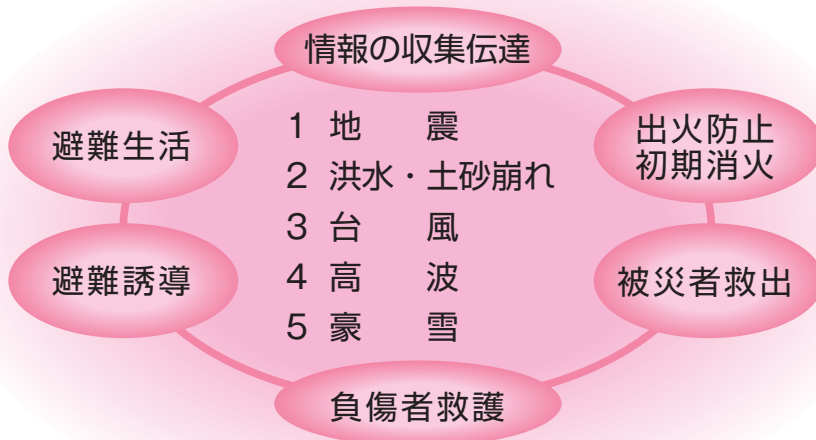 情報の収集伝達
避難生活
出火防止
初期消火
1 地　　震
2 洪水・土砂崩れ
3 台　　風
4 高　　波
5 豪　　雪
避難誘導
被災者救出
負傷者救護